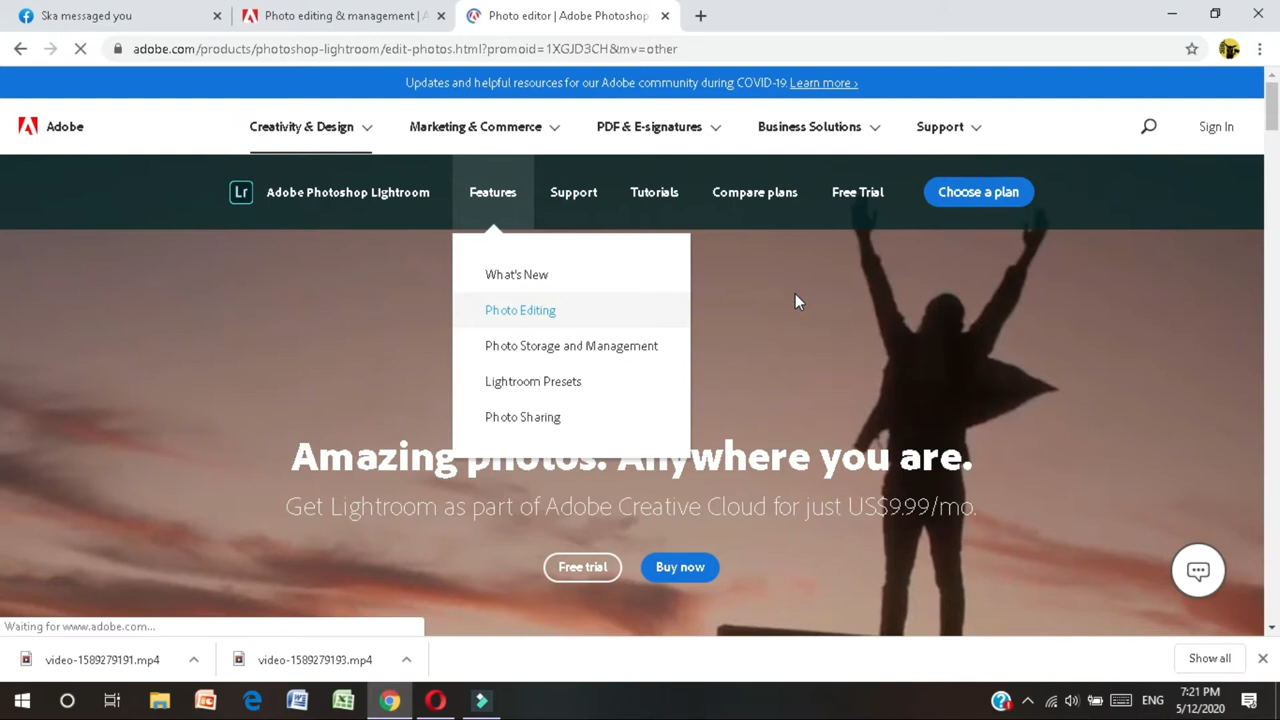 Ska messaged you
Photo editing & management | A
Photo editor | Adobe Photoshop
adobe.com/products/photoshop-lightroom/edit-photos.html?promoid=1XGJD3CH&mv=other
Updates and helpful resources for our Adobe community during COVID-19. Learn more ›
Adobe
Creativity & Design
Marketing & Commerce
PDF & E-signatures
Business Solutions
Support
Sign In
Lr
Adobe Photoshop Lightroom
Features
Support
Tutorials
Compare plans
Free Trial
Choose a plan
What's New
Photo Editing
Photo Storage and Management
Lightroom Presets
Photo Sharing
Amazing photos. Anywhere you are.
Get Lightroom as part of Adobe Creative Cloud for just US$9.99/mo.
Free trial
Buy now
Waiting for www.adobe.com...
video-1589279191.mp4
video-1589279193.mp4
Show all
ENG
7:21 PM
5/12/2020